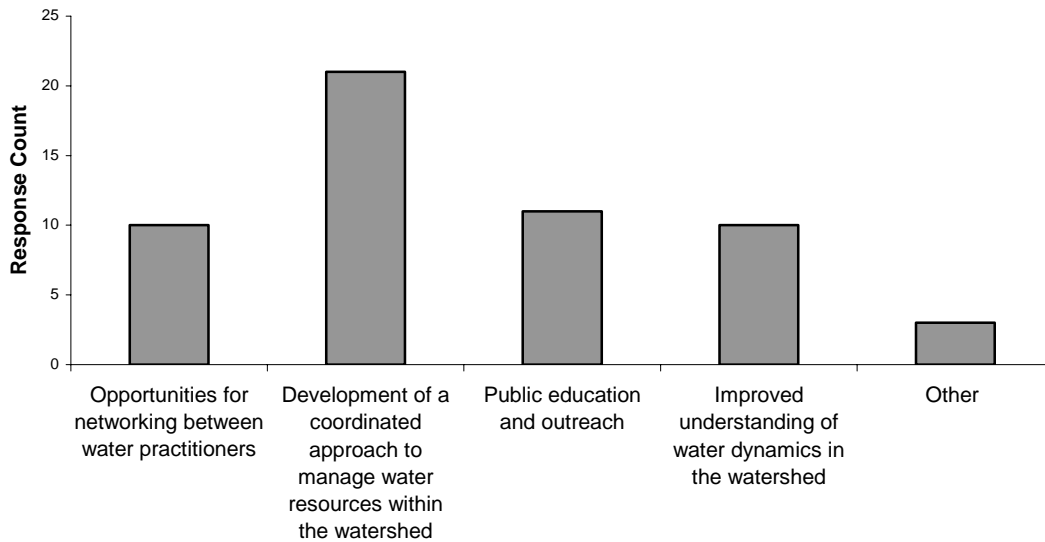 25
20
15
10
5
0
Response Count
Opportunities for
networking between
water practitioners
Development of a
coordinated
approach to
manage water
resources within
the watershed
Public education
and outreach
Improved
understanding of
water dynamics in
the watershed
Other